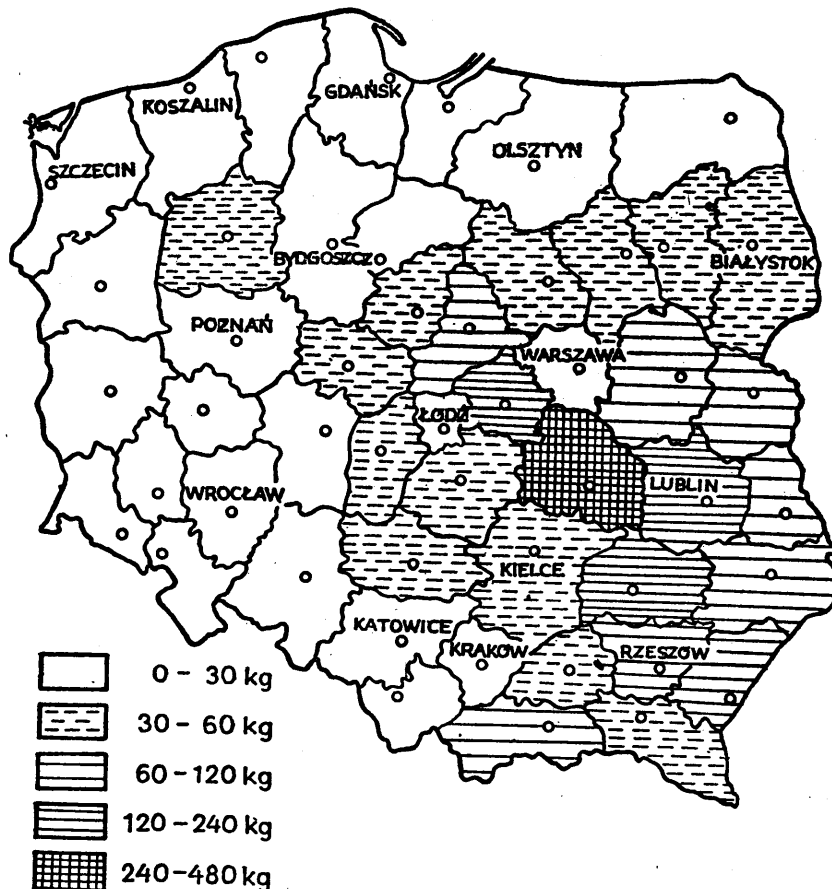 GDAŃSK
KOSZALIN
OLSZTYN
SZCZECIN
BYDGOSZCZ
BIAŁYSTOK
POZNAŃ
WARSZAWA
ŁÓDŹ
WROCŁAW
LUBLIN
KIELCE
KATOWICE
KRAKÓW
RZESZÓW
0 - 30 kg
30 - 60 kg
60 - 120 kg
120 - 240 kg
240 - 480 kg